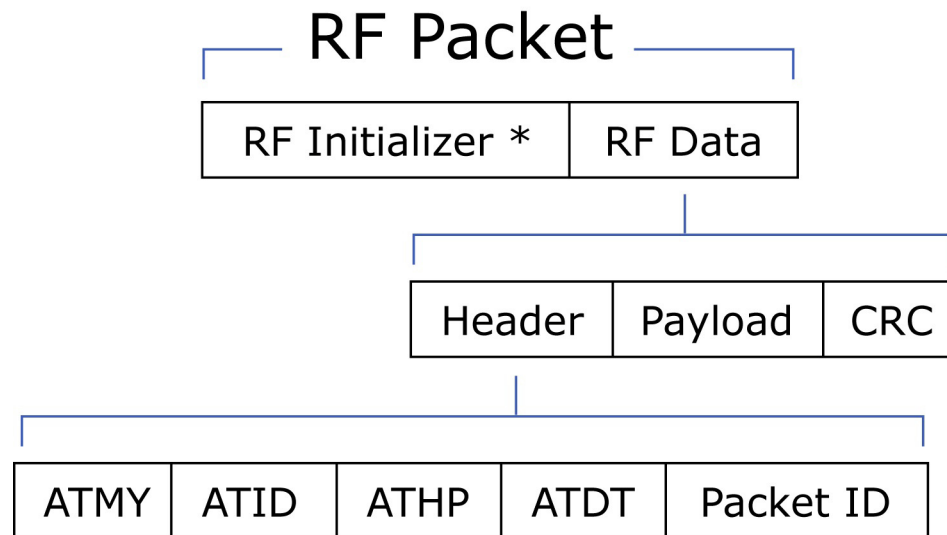 RF Packet
RF Initializer * RF Data
Header Payload CRC
ATMY ATID ATHP ATDT Packet ID